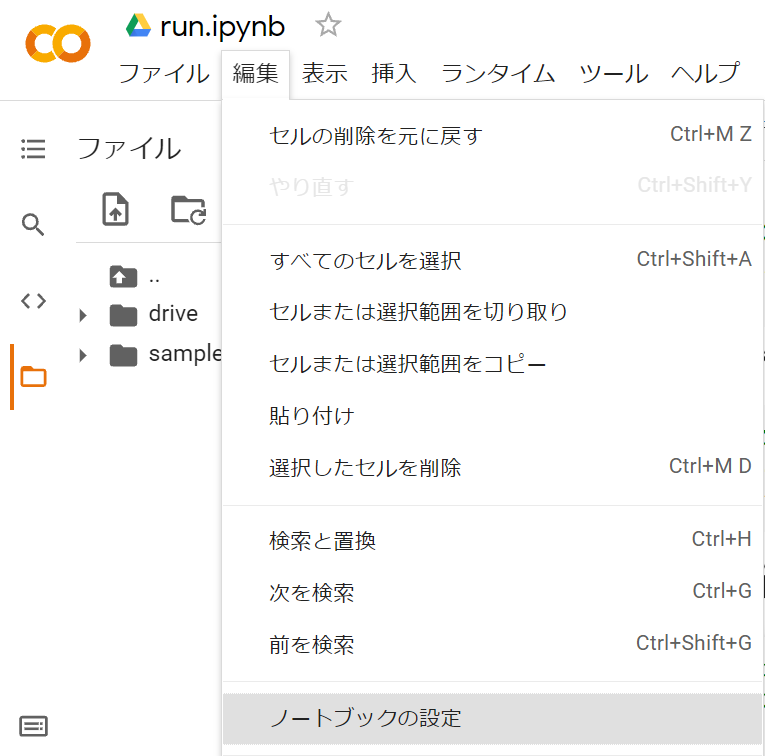 run.ipynb
ファイル 編集 表示 挿入 ランタイム ツール ヘルプ
ファイル
..
drive
sample
セルの削除を元に戻す Ctrl+M Z
やり直す Ctrl+Shift+Y
すべてのセルを選択 Ctrl+Shift+A
セルまたは選択範囲を切り取り
セルまたは選択範囲をコピー
貼り付け
選択したセルを削除 Ctrl+M D
検索と置換 Ctrl+H
次を検索 Ctrl+G
前を検索 Ctrl+Shift+G
ノートブックの設定